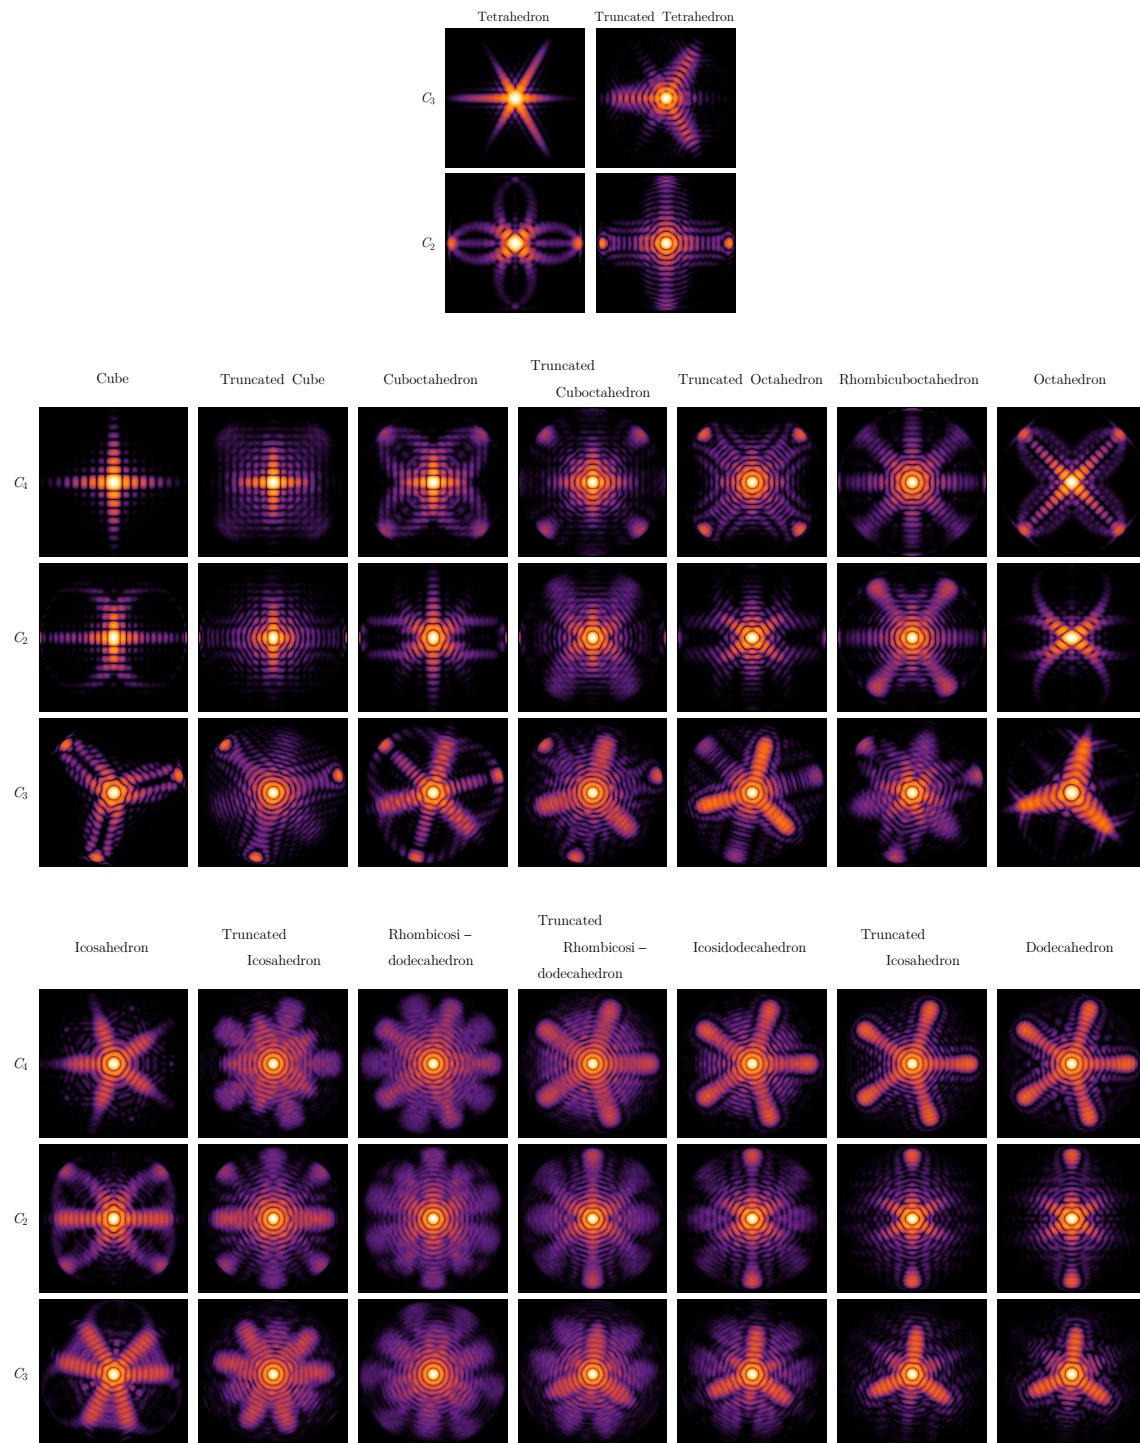 Tetrahedron Truncated Tetrahedron
C3
C2
Truncated
Cube Truncated Cube Cuboctahedron Truncated Octahedron Rhombicuboctahedron Octahedron
Cuboctahedron
C4
C2
C3
Truncated
Truncated Rhombicosi – Truncated
Icosahedron Rhombicosi – Icosidodecahedron Dodecahedron
Icosahedron dodecahedron Icosahedron
dodecahedron
C4
C2
C3